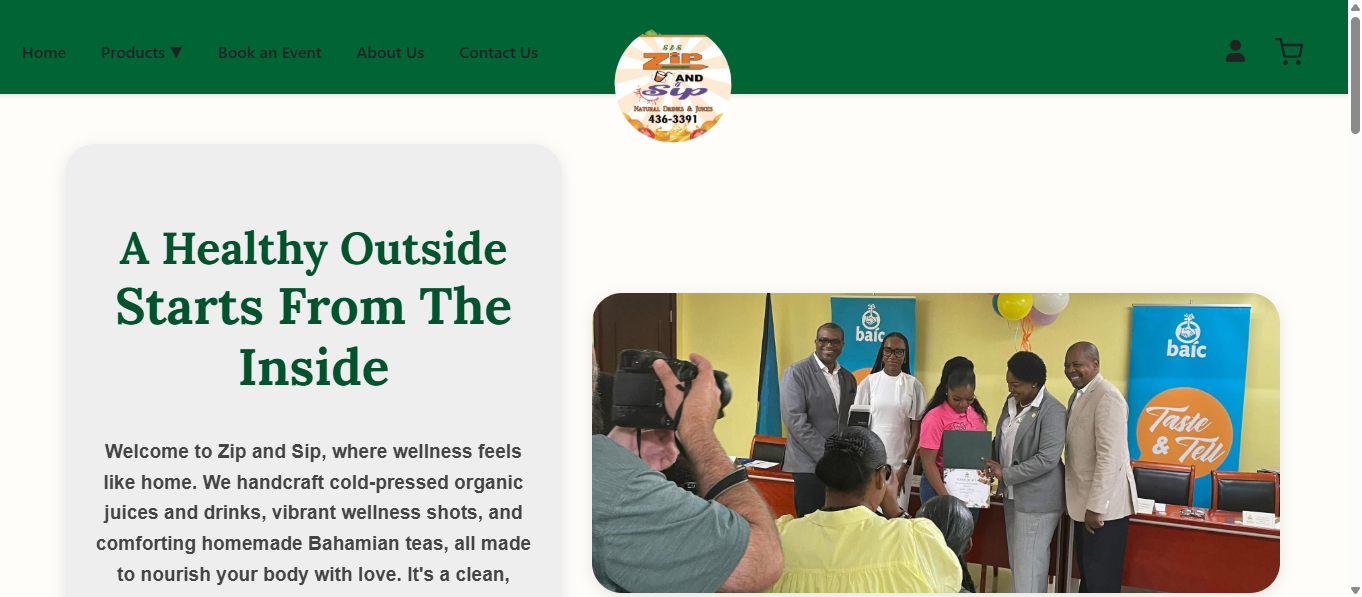 Home
Products ▼
Book an Event
About Us
Contact Us
S & S
ZiP
AND
Sip
NATURAL DRINKS & JUICES
436-3391
A Healthy Outside
Starts From The
Inside
Welcome to Zip and Sip, where wellness feels
like home. We handcraft cold-pressed organic
juices and drinks, vibrant wellness shots, and
comforting homemade Bahamian teas, all made
to nourish your body with love. It's a clean,
baic
baic
Taste
& Tell